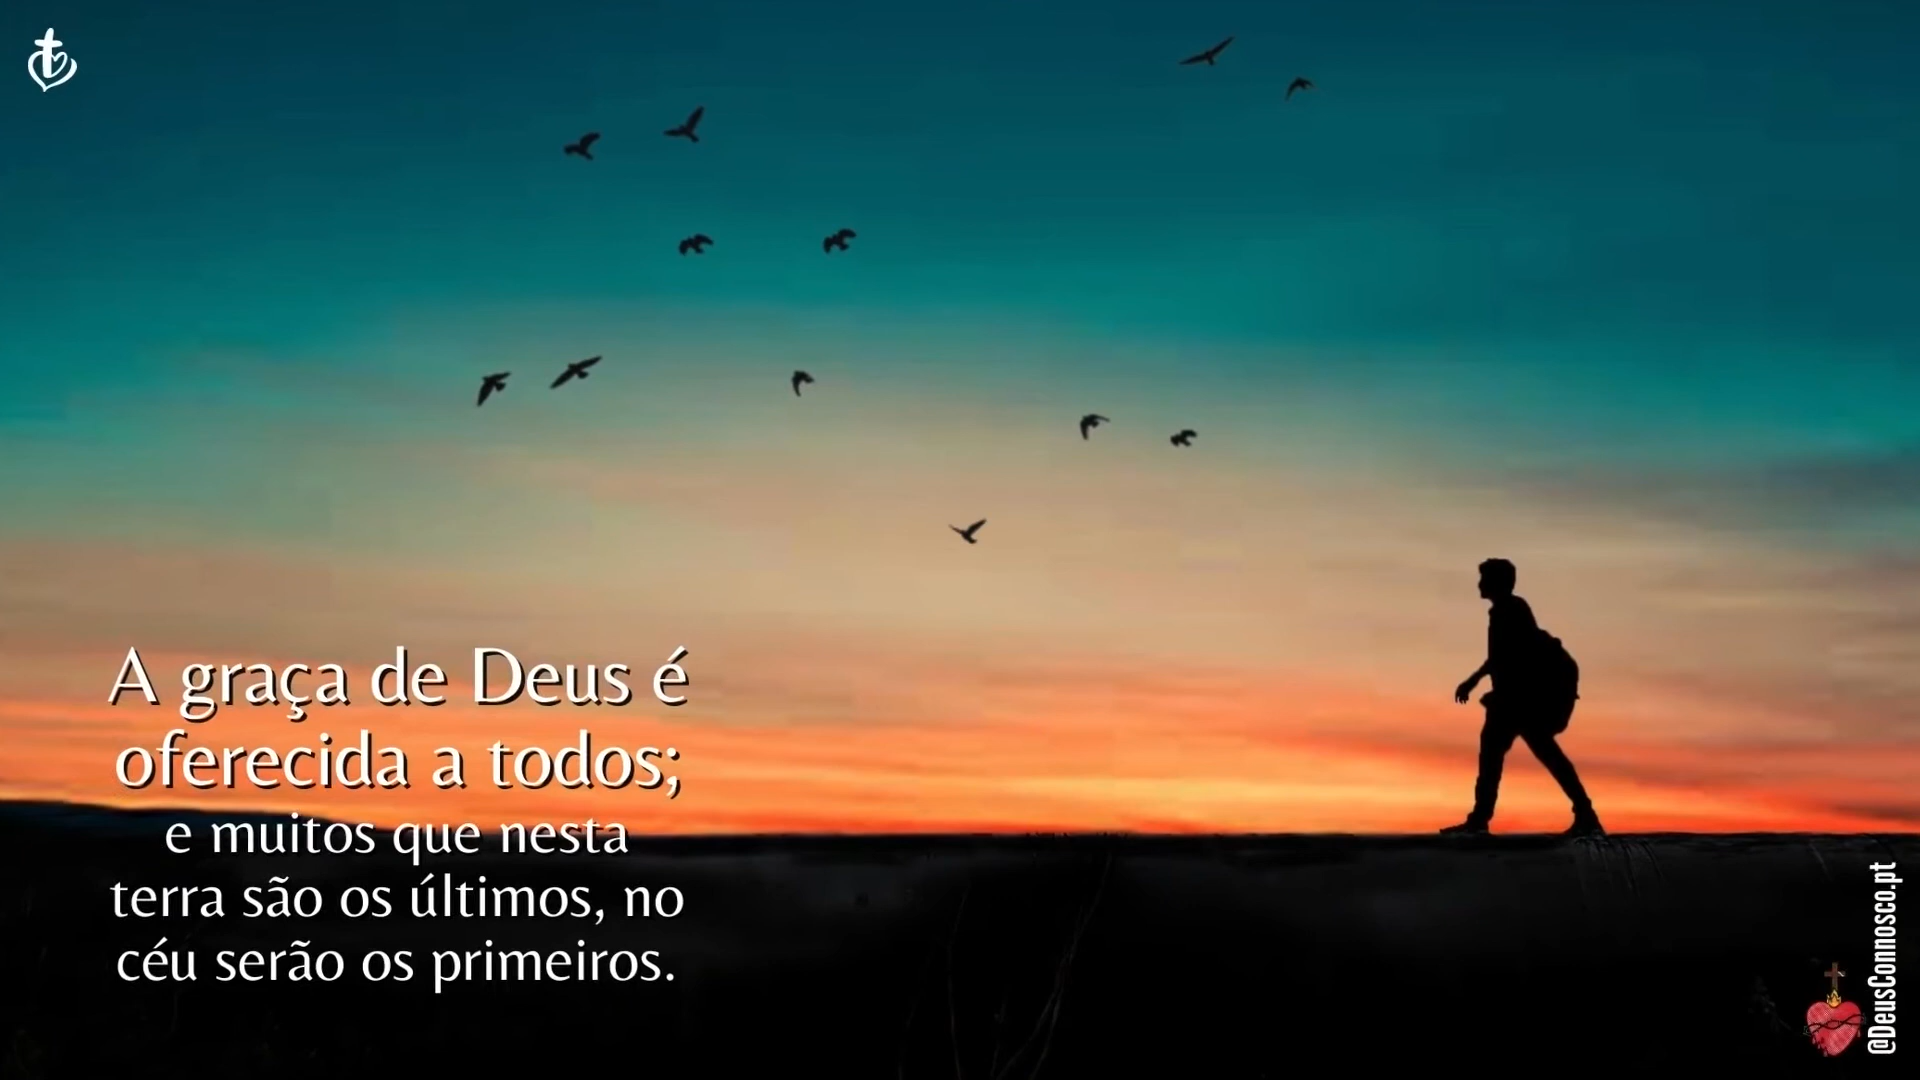 A graça de Deus é
oferecida a todos;
e muitos que nesta
terra são os últimos, no
céu serão os primeiros.
@DeusConnosco.pt